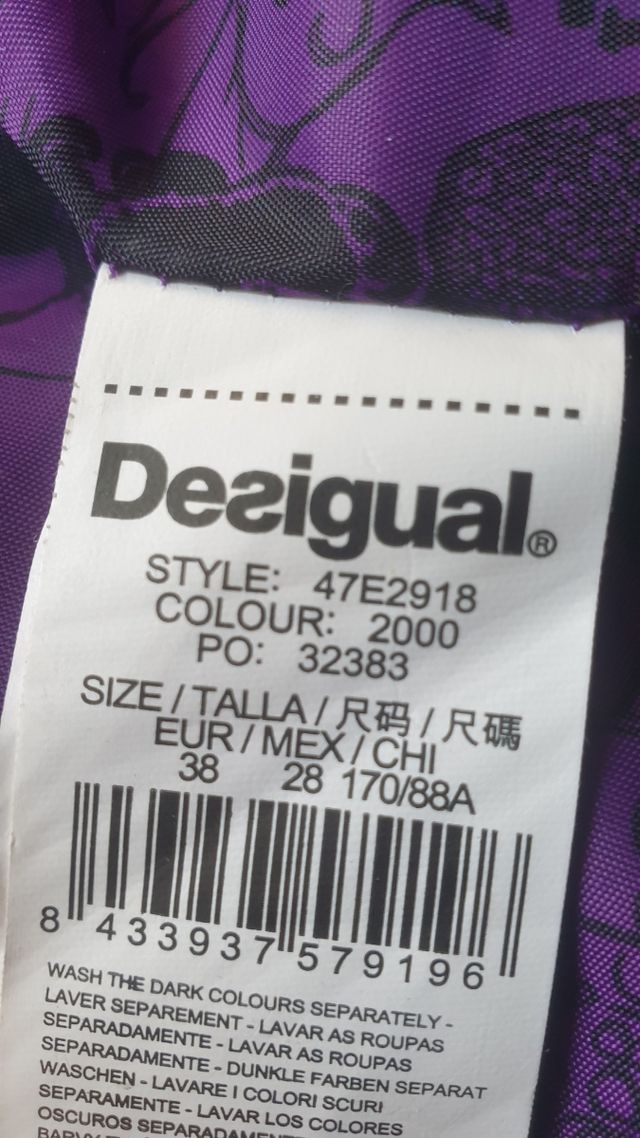 Desigual®
STYLE: 47E2918
COLOUR: 2000
PO: 32383
SIZE / TALLA / 尺码 / 尺碼
EUR / MEX / CHI
38 28 170/88A
8 433937 579196
WASH THE DARK COLOURS SEPARATELY -
LAVER SEPAREMENT - LAVAR AS ROUPAS
SEPARADAMENTE - LAVAR AS ROUPAS
SEPARADAMENTE - DUNKLE FARBEN SEPARAT
WASCHEN - LAVARE I COLORI SCURI
SEPARAMENTE - LAVAR LOS COLORES
OSCUROS SEPARADAMENTE